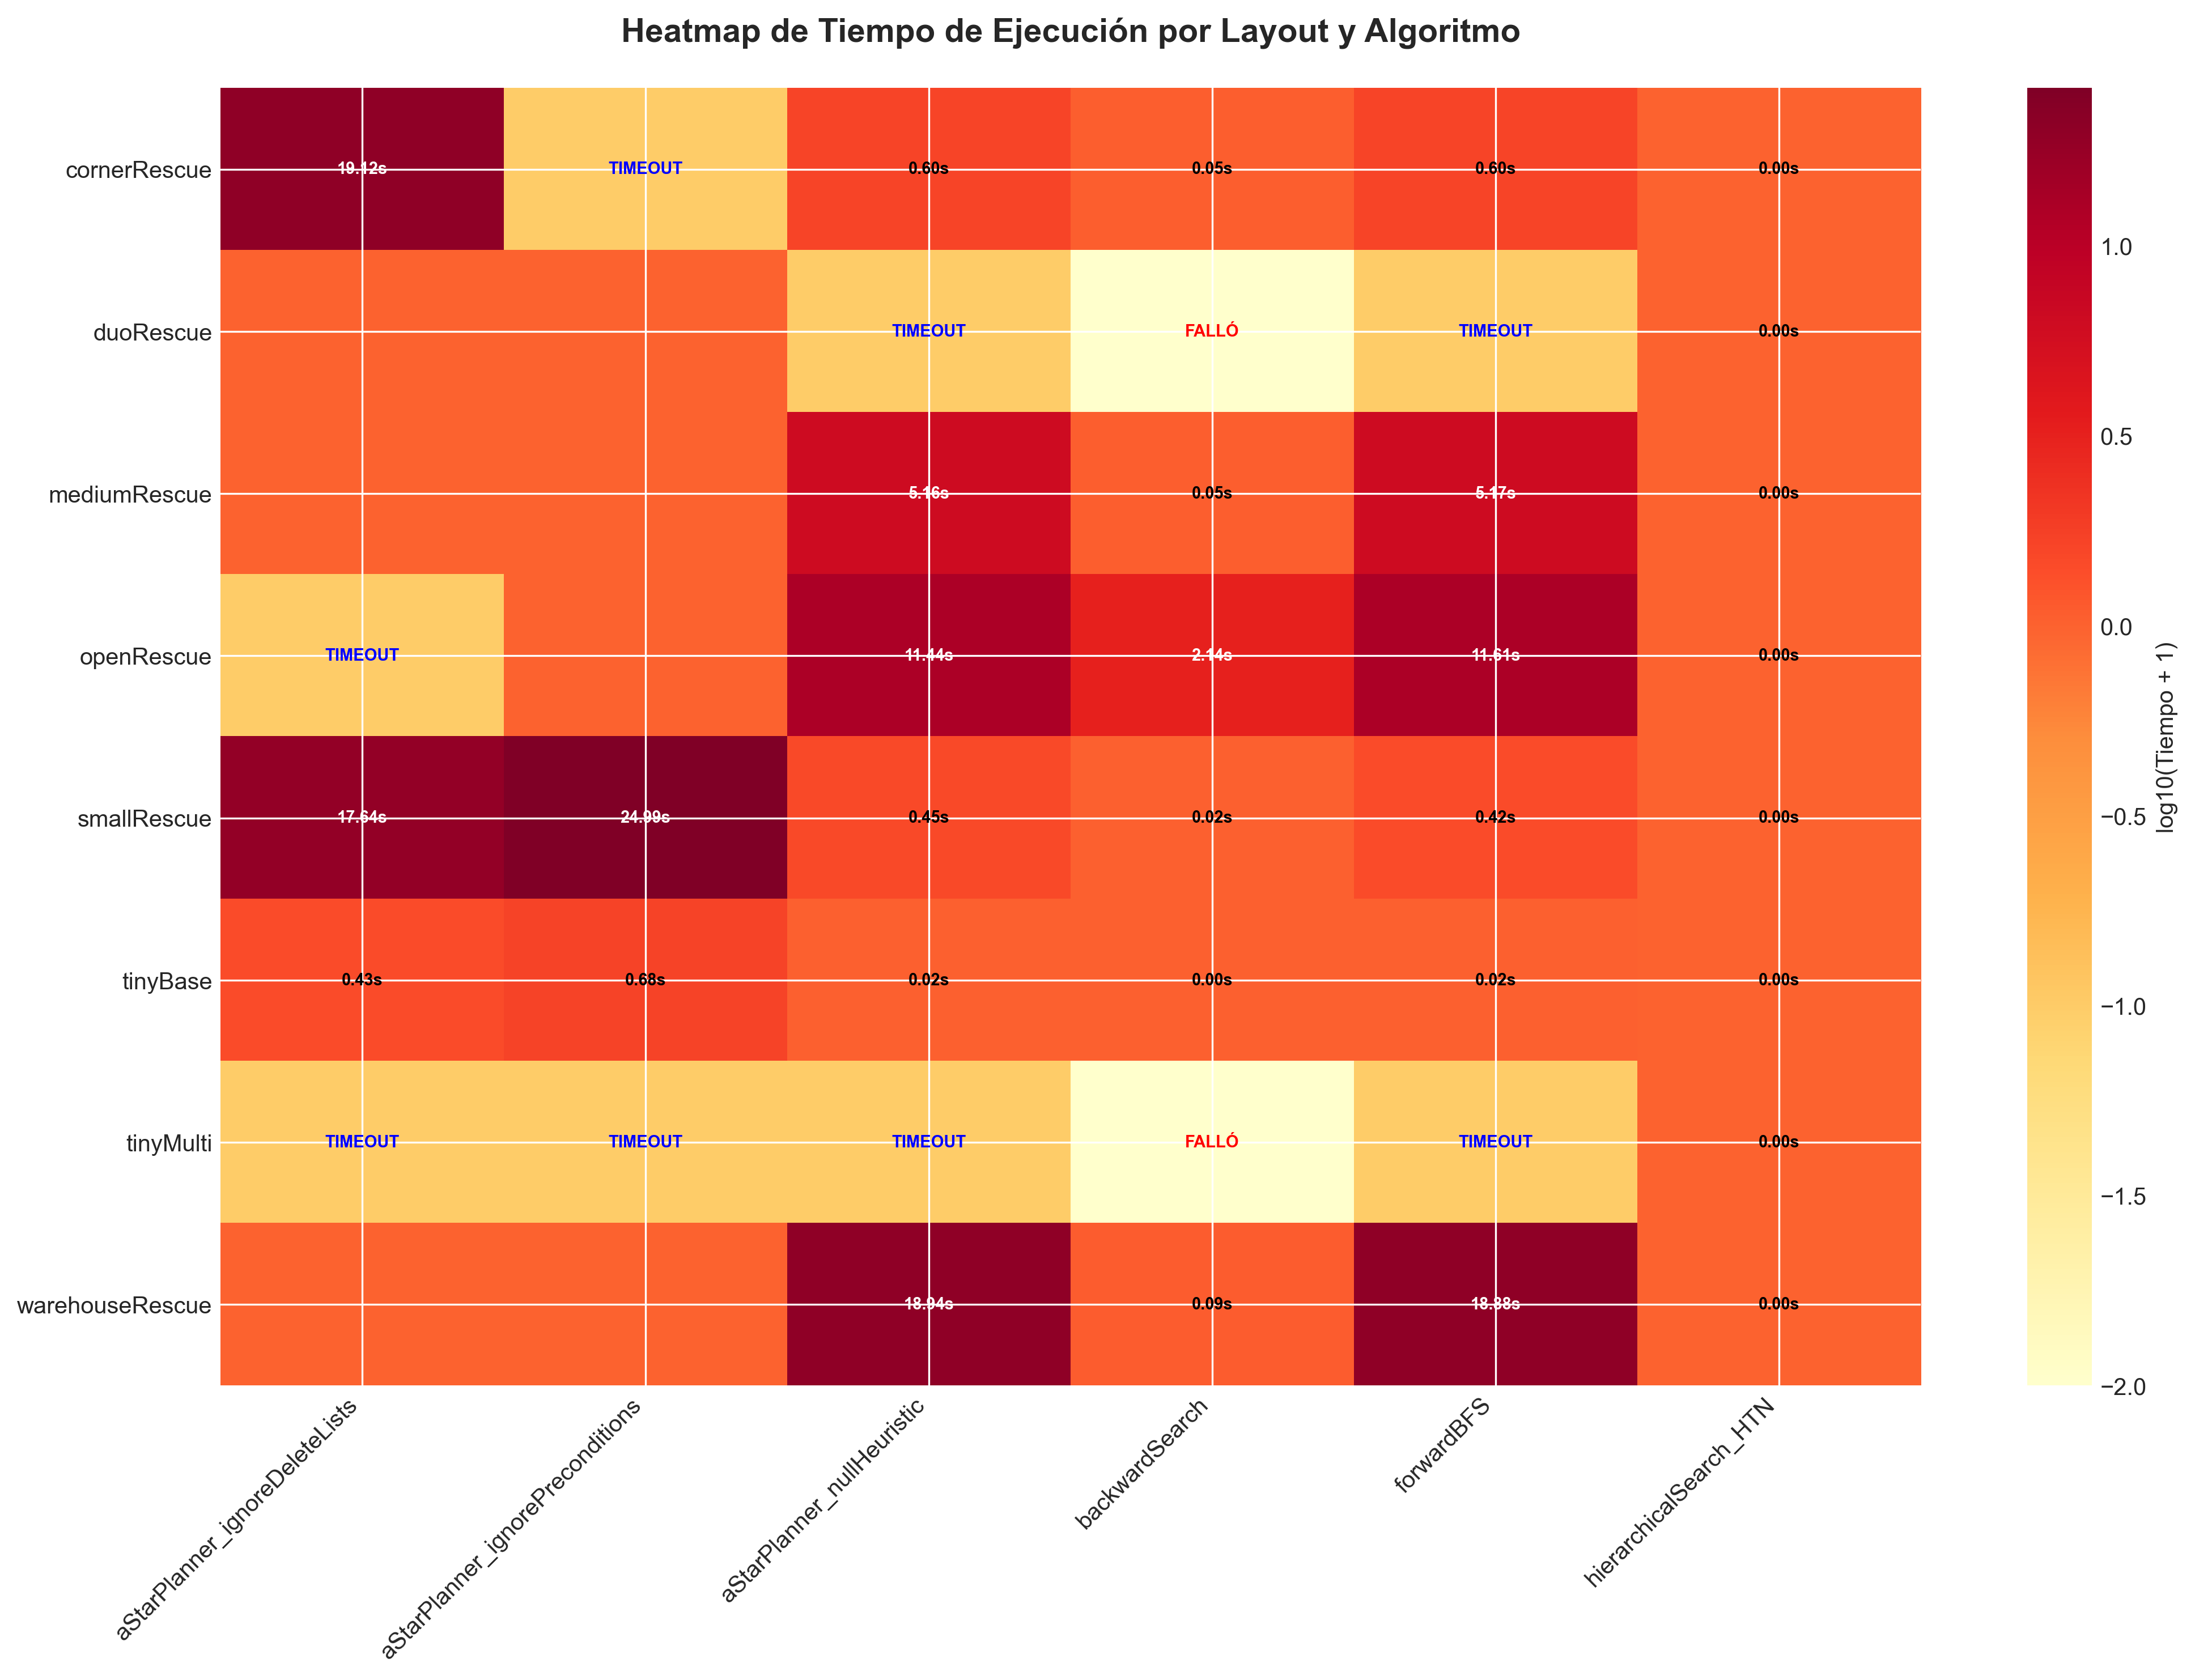 Heatmap de Tiempo de Ejecución por Layout y Algoritmo
cornerRescue 19.12s TIMEOUT 0.60s 0.05s 0.60s 0.00s
duoRescue TIMEOUT FALLÓ TIMEOUT 0.00s
mediumRescue 5.16s 0.05s 5.17s 0.00s
openRescue TIMEOUT 11.44s 2.14s 11.61s 0.00s
smallRescue 17.64s 24.99s 0.45s 0.02s 0.42s 0.00s
tinyBase 0.43s 0.68s 0.02s 0.00s 0.02s 0.00s
tinyMulti TIMEOUT TIMEOUT TIMEOUT FALLÓ TIMEOUT 0.00s
warehouseRescue 18.94s 0.09s 18.88s 0.00s
aStarPlanner_ignoreDeleteLists
aStarPlanner_ignorePreconditions
aStarPlanner_nullHeuristic
backwardSearch
forwardBFS
hierarchicalSearch_HTN
1.0
0.5
0.0
−0.5
−1.0
−1.5
−2.0
log10(Tiempo + 1)